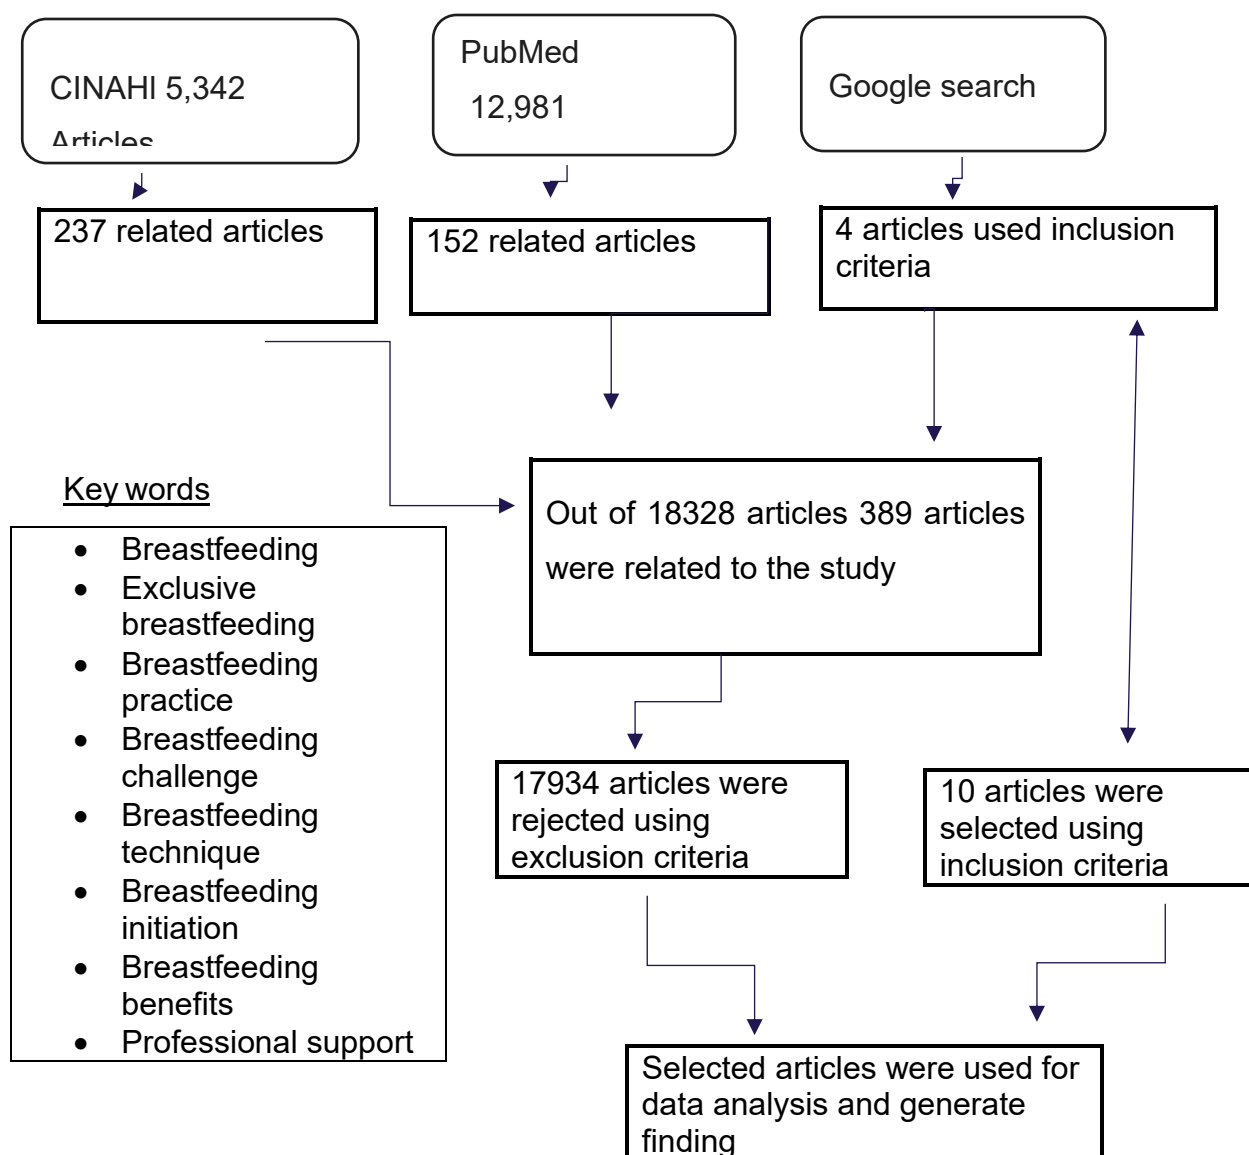 CINAHl 5,342
Articles
PubMed
12,981
Google search
237 related articles
152 related articles
4 articles used inclusion
criteria
Out of 18328 articles 389 articles
were related to the study
Key words
• Breastfeeding
• Exclusive
breastfeeding
• Breastfeeding
practice
• Breastfeeding
challenge
• Breastfeeding
technique
• Breastfeeding
initiation
• Breastfeeding
benefits
• Professional support
17934 articles were
rejected using
exclusion criteria
10 articles were
selected using
inclusion criteria
Selected articles were used for
data analysis and generate
finding